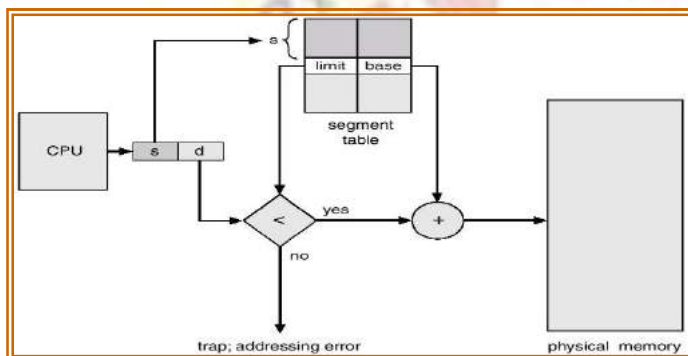 s
limit base
segment
table
CPU
s d
<
yes
+
no
trap; addressing error
physical memory